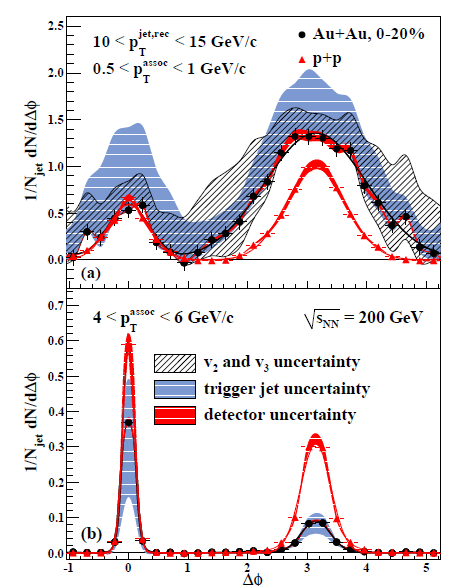 10 < p_T^jet,rec < 15 GeV/c
0.5 < p_T^assoc < 1 GeV/c
Au+Au, 0-20%
p+p
2.5
2.0
1.5
1.0
0.5
0.0
1/N_jet dN/dΔϕ
(a)
4 < p_T^assoc < 6 GeV/c
√s_NN = 200 GeV
v_2 and v_3 uncertainty
trigger jet uncertainty
detector uncertainty
0.7
0.6
0.5
0.4
0.3
0.2
0.1
0.0
1/N_jet dN/dΔϕ
(b)
-1 0 1 2 3 4 5
Δϕ